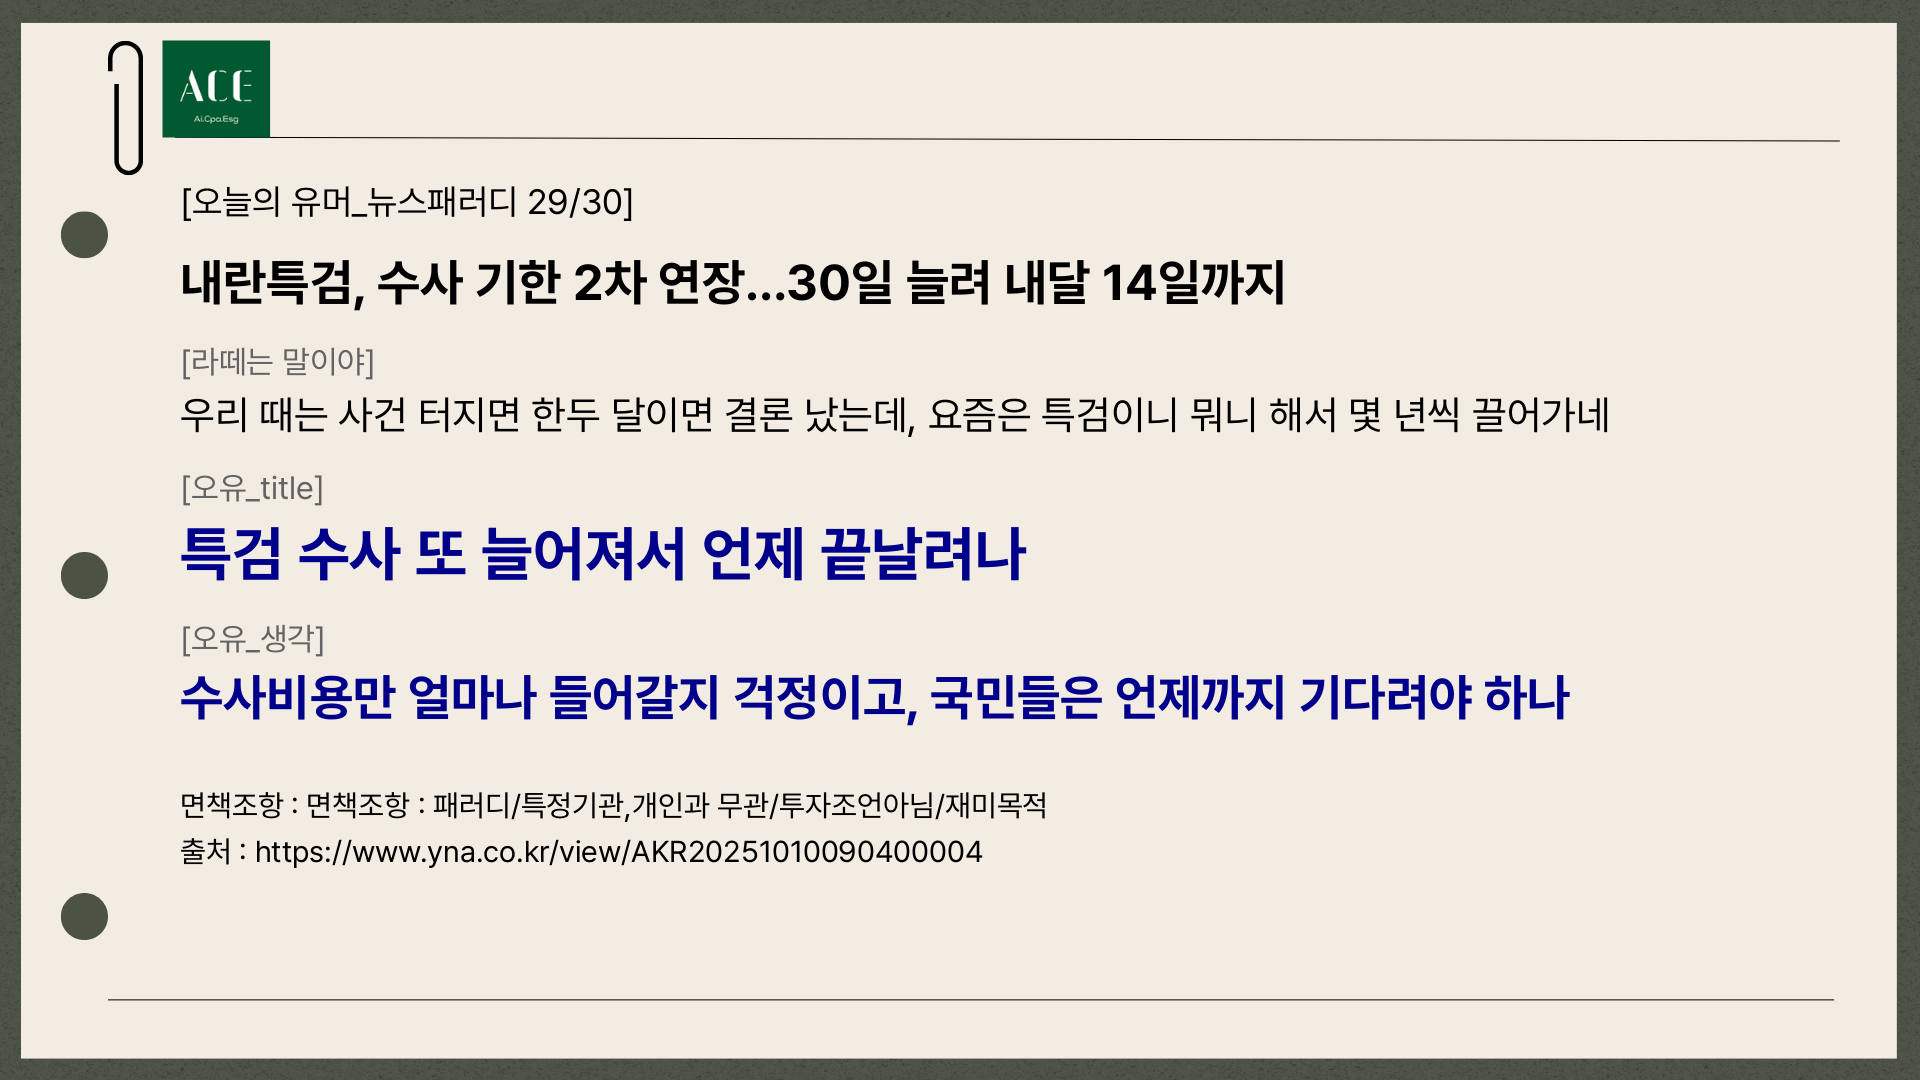 ACE
Ai.Cpa.Esg
[오늘의 유머_뉴스패러디 29/30]
내란특검, 수사 기한 2차 연장…30일 늘려 내달 14일까지
[라떼는 말이야]
우리 때는 사건 터지면 한두 달이면 결론 났는데, 요즘은 특검이니 뭐니 해서 몇 년씩 끌어가네
[오유_title]
특검 수사 또 늘어져서 언제 끝날려나
[오유_생각]
수사비용만 얼마나 들어갈지 걱정이고, 국민들은 언제까지 기다려야 하나
면책조항 : 면책조항 : 패러디/특정기관,개인과 무관/투자조언아님/재미목적
출처 : https://www.yna.co.kr/view/AKR20251010090400004